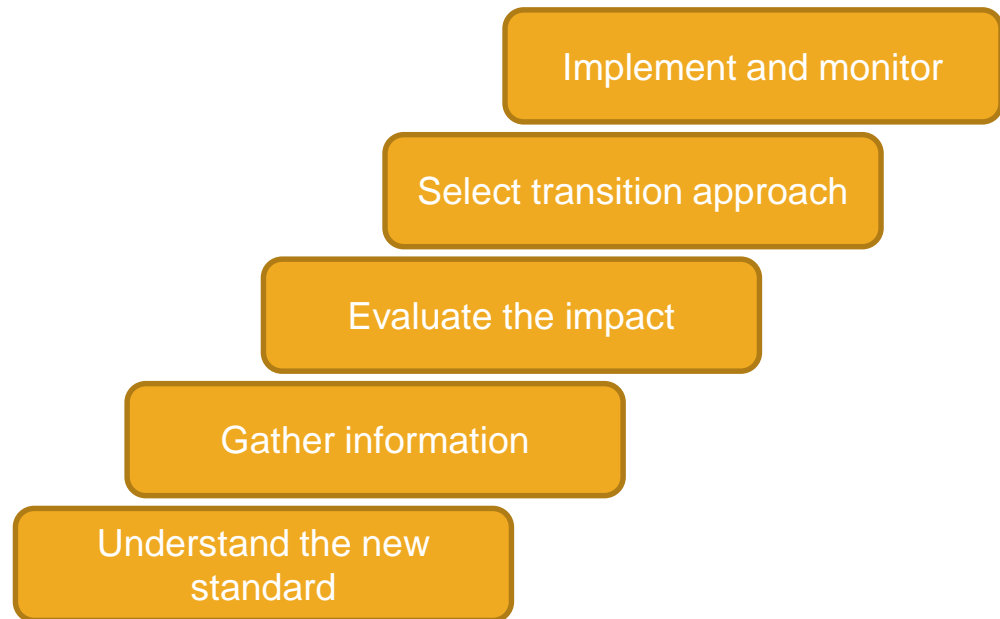 Implement and monitor
Select transition approach
Evaluate the impact
Gather information
Understand the new
standard